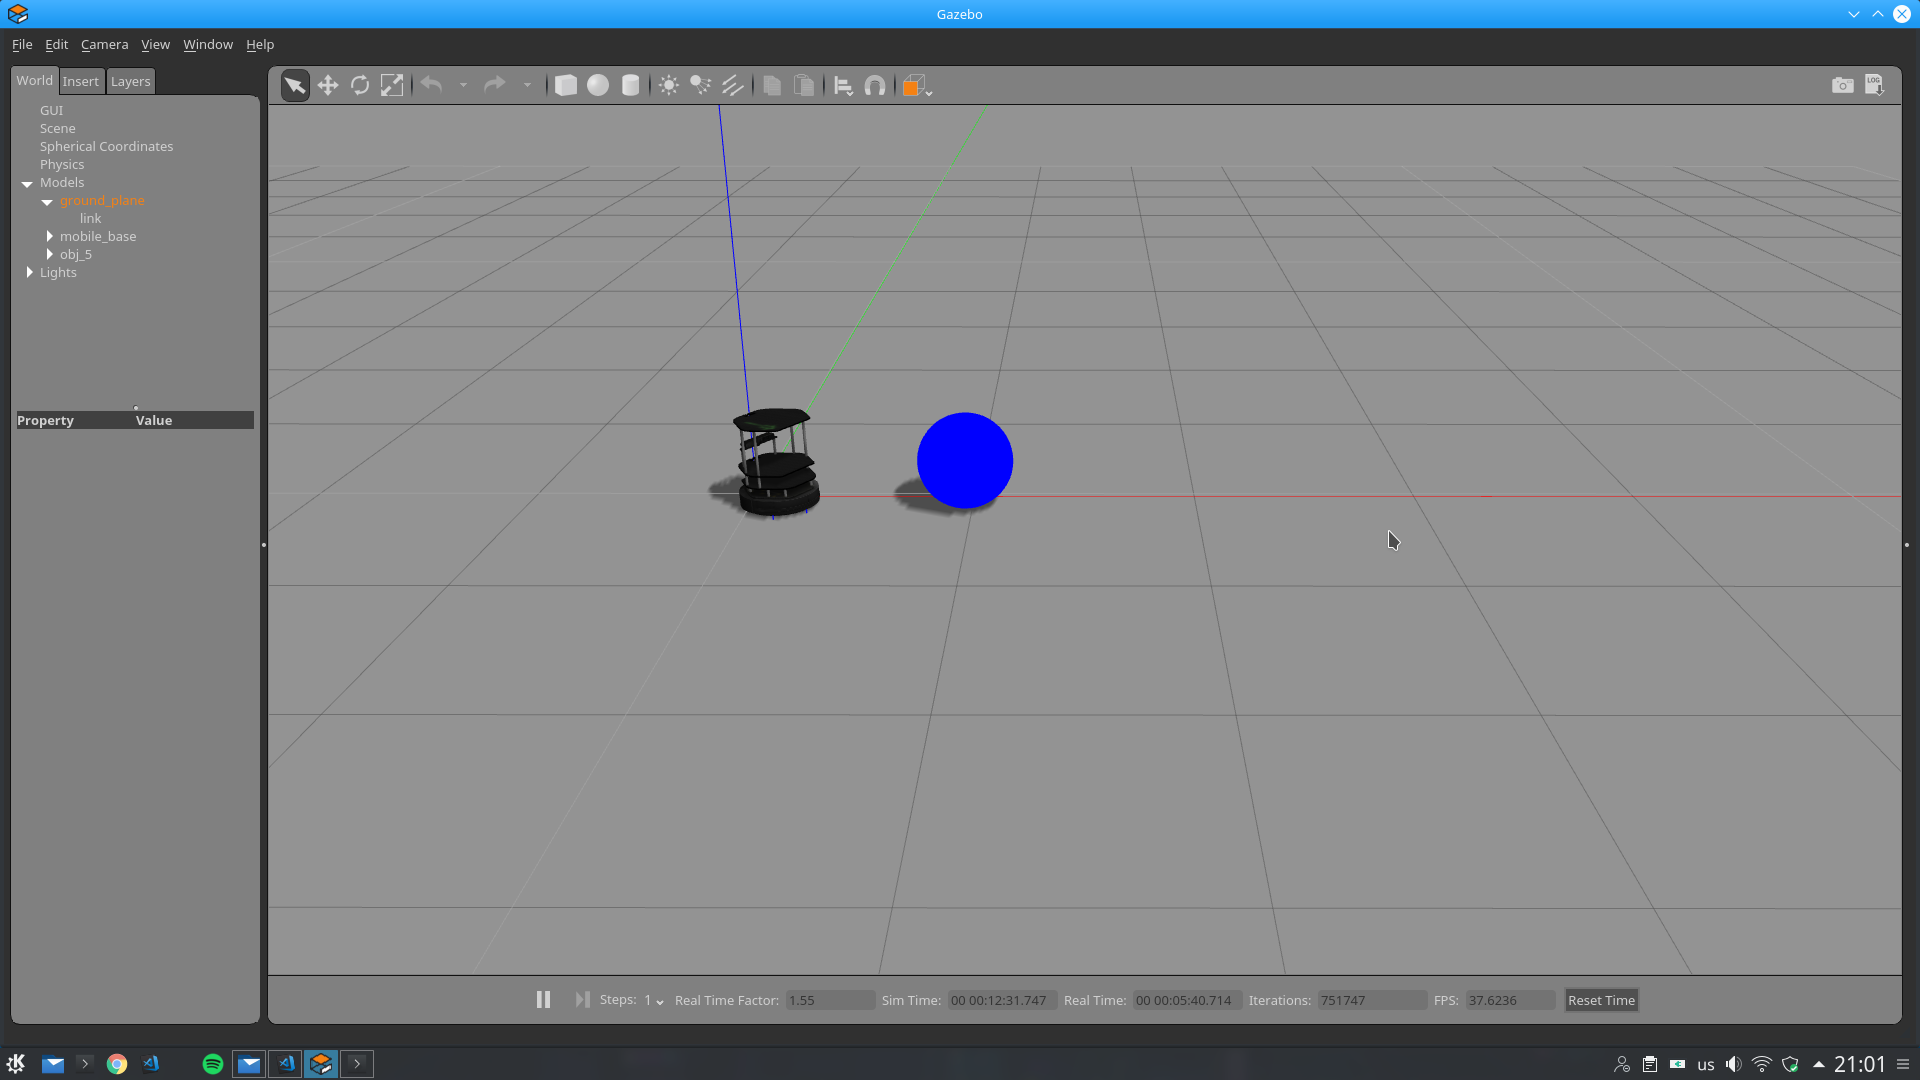 Gazebo
File Edit Camera View Window Help
World Insert Layers
LOG
GUI
Scene
Spherical Coordinates
Physics
Models
ground_plane
link
mobile_base
obj_5
Lights
Property Value
Steps: 1 Real Time Factor: 1.55 Sim Time: 00 00:12:31.747 Real Time: 00 00:05:40.714 Iterations: 751747 FPS: 37.6236 Reset Time
us 21:01